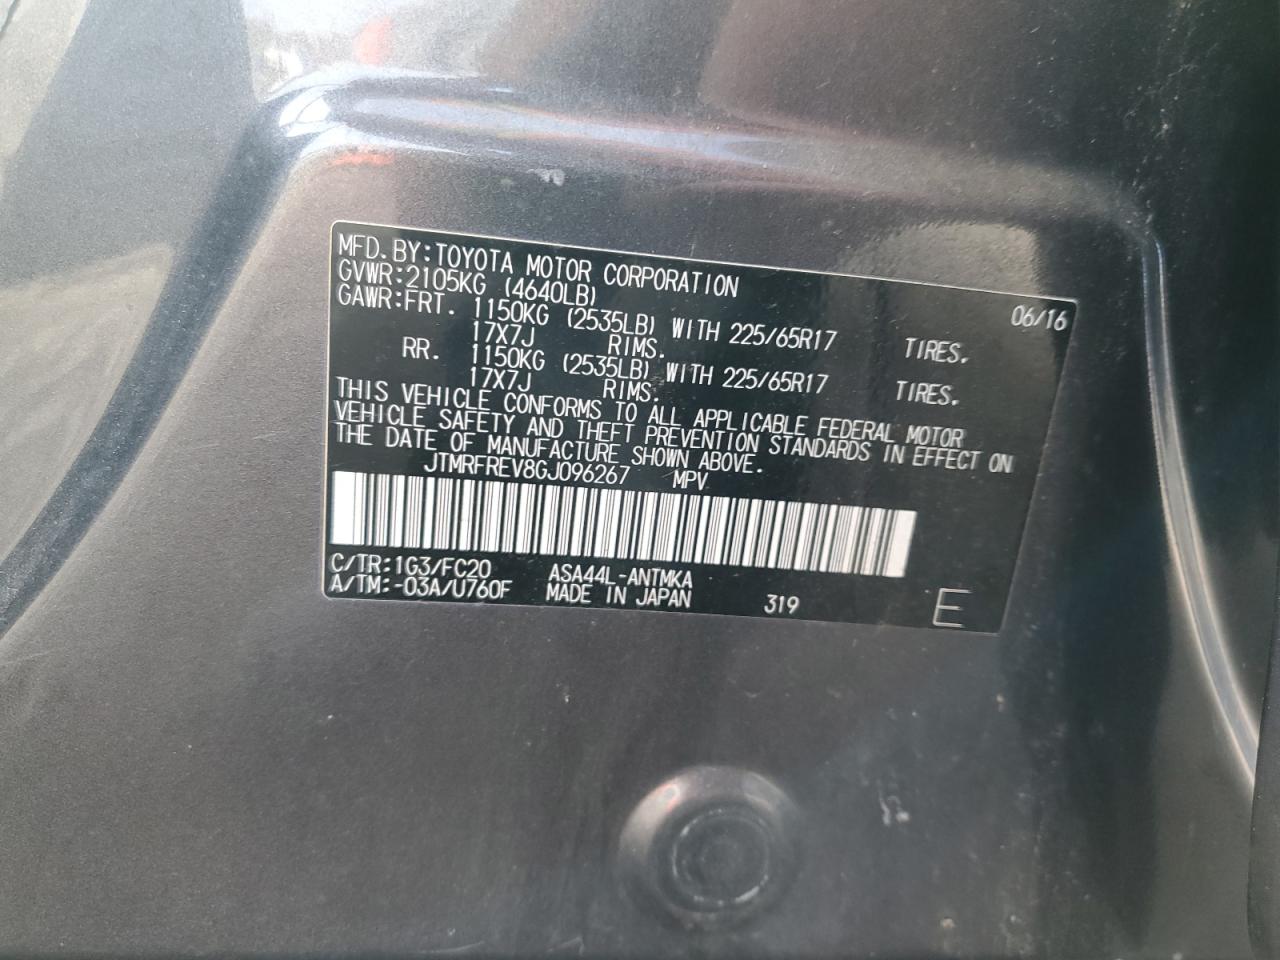 MFD. BY: TOYOTA MOTOR CORPORATION 06/16
GVWR: 2105KG (4640LB)
GAWR: FRT. 1150KG (2535LB) WITH 225/65R17 TIRES.
17X7J RIMS.
RR. 1150KG (2535LB) WITH 225/65R17 TIRES.
17X7J RIMS.
THIS VEHICLE CONFORMS TO ALL APPLICABLE FEDERAL MOTOR
VEHICLE SAFETY AND THEFT PREVENTION STANDARDS IN EFFECT ON
THE DATE OF MANUFACTURE SHOWN ABOVE.
JTMRFREV8GJ096267 MPV
C/TR: 1G3/FC20 ASA44L-ANTMKA
A/TM: -03A/U760F MADE IN JAPAN 319 E